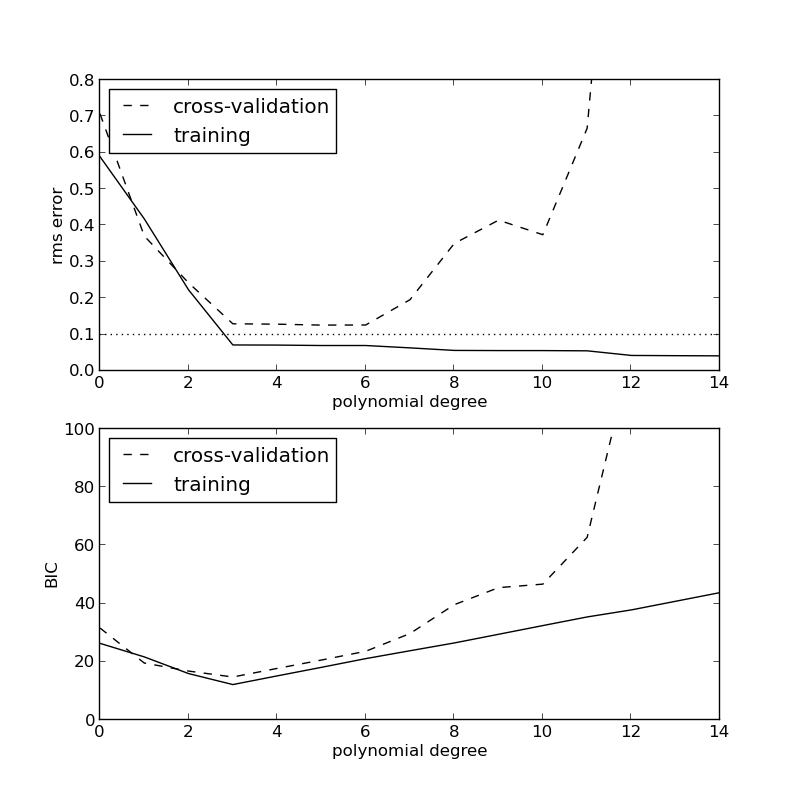 0.8
cross-validation
0.7
training
0.6
0.5
0.4
rms error
0.3
0.2
0.1
0.0
0 2 4 6 8 10 12 14
polynomial degree
100
cross-validation
training
80
60
BIC
40
20
0
0 2 4 6 8 10 12 14
polynomial degree